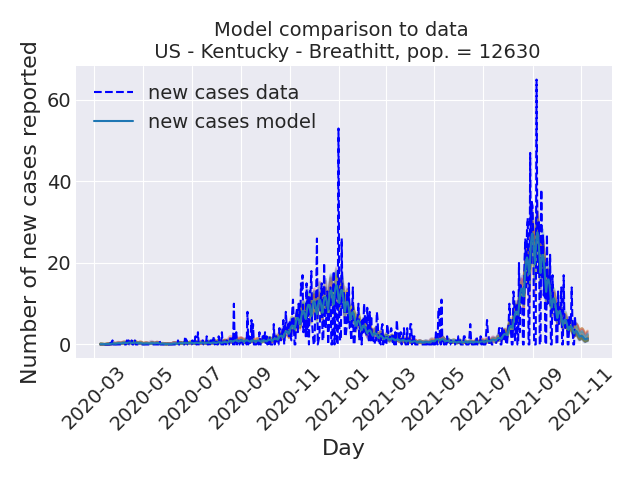 Model comparison to data
US - Kentucky - Breathitt, pop. = 12630
Number of new cases reported
60
40
20
0
new cases data
new cases model
2020-03
2020-05
2020-07
2020-09
2020-11
2021-01
2021-03
2021-05
2021-07
2021-09
2021-11
Day